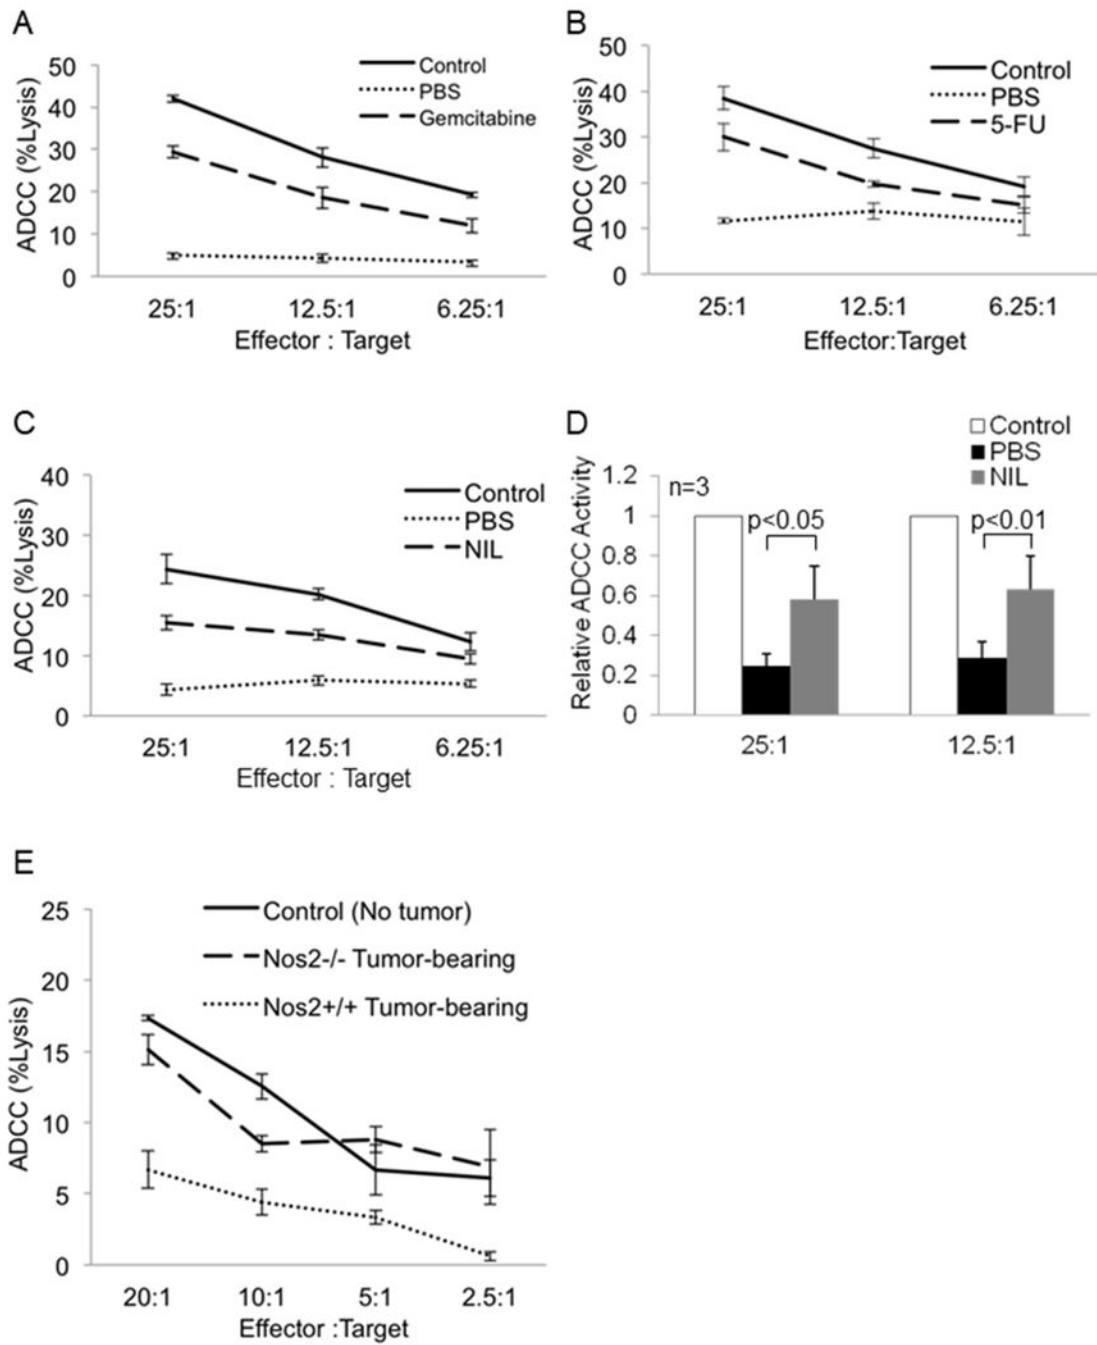 A
ADCC (%Lysis)
50
40
30
20
10
0
Control
PBS
Gemcitabine
25:1 12.5:1 6.25:1
Effector : Target
B
ADCC (%Lysis)
50
40
30
20
10
0
Control
PBS
5-FU
25:1 12.5:1 6.25:1
Effector:Target
C
ADCC (%Lysis)
40
30
20
10
0
Control
PBS
NIL
25:1 12.5:1 6.25:1
Effector : Target
D
Relative ADCC Activity
Control
PBS
NIL
1.2
1
0.8
0.6
0.4
0.2
0
n=3
p<0.05 p<0.01
25:1 12.5:1
E
ADCC (%Lysis)
25
20
15
10
5
0
Control (No tumor)
Nos2-/- Tumor-bearing
Nos2+/+ Tumor-bearing
20:1 10:1 5:1 2.5:1
Effector :Target